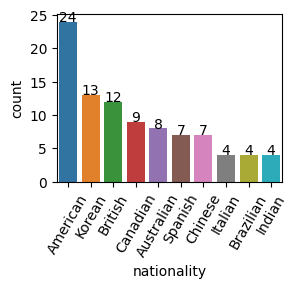 25
20
15
10
5
0
count
24
13
12
9
8
7
7
4
4
4
American
Korean
British
Canadian
Australian
Spanish
Chinese
Italian
Brazilian
Indian
nationality